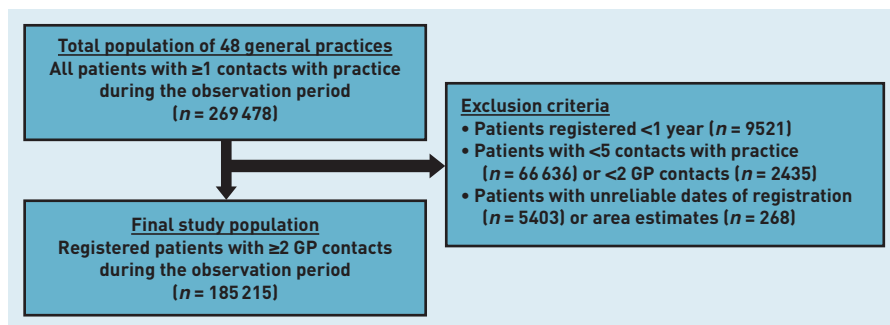 Total population of 48 general practices
All patients with ≥1 contacts with practice
during the observation period
(n = 269 478)
Exclusion criteria
• Patients registered <1 year (n = 9521)
• Patients with <5 contacts with practice
(n = 66 636) or <2 GP contacts (n = 2435)
• Patients with unreliable dates of registration
(n = 5403) or area estimates (n = 268)
Final study population
Registered patients with ≥2 GP contacts
during the observation period
(n = 185 215)